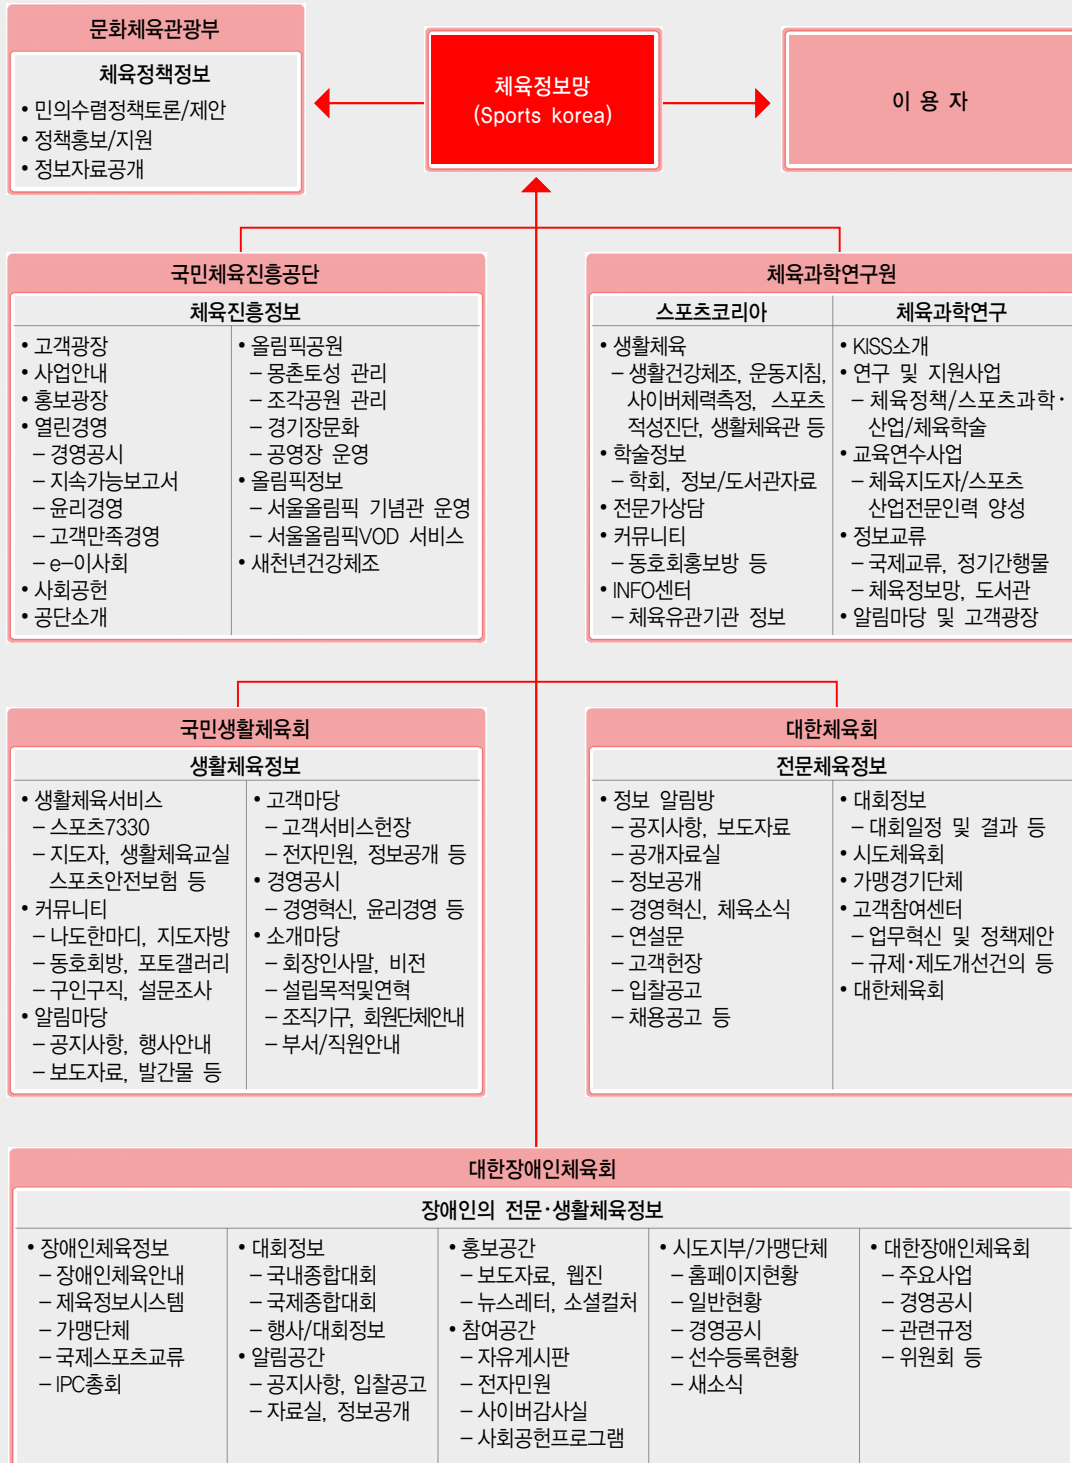 문화체육관광부
체육정책정보
• 민의수렴정책토론/제안
• 정책홍보/지원
• 정보자료공개
체육정보망
(Sports korea)
이 용 자
국민체육진흥공단
체육진흥정보
• 고객광장
• 사업안내
• 홍보광장
• 열린경영
– 경영공시
– 지속가능보고서
– 윤리경영
– 고객만족경영
– e–이사회
• 사회공헌
• 공단소개
• 올림픽공원
– 몽촌토성 관리
– 조각공원 관리
– 경기장문화
– 공영장 운영
• 올림픽정보
– 서울올림픽 기념관 운영
– 서울올림픽VOD 서비스
• 새천년건강체조
체육과학연구원
스포츠코리아
• 생활체육
– 생활건강체조, 운동지침,
사이버체력측정, 스포츠
적성진단, 생활체육관 등
• 학술정보
– 학회, 정보/도서관자료
• 전문가상담
• 커뮤니티
– 동호회홍보방 등
• INFO센터
– 체육유관기관 정보
체육과학연구
• KISS소개
• 연구 및 지원사업
– 체육정책/스포츠과학·
산업/체육학술
• 교육연수사업
– 체육지도자/스포츠
산업전문인력 양성
• 정보교류
– 국제교류, 정기간행물
– 체육정보망, 도서관
• 알림마당 및 고객광장
국민생활체육회
생활체육정보
• 생활체육서비스
– 스포츠7330
– 지도자, 생활체육교실
스포츠안전보험 등
• 커뮤니티
– 나도한마디, 지도자방
– 동호회방, 포토갤러리
– 구인구직, 설문조사
• 알림마당
– 공지사항, 행사안내
– 보도자료, 발간물 등
• 고객마당
– 고객서비스헌장
– 전자민원, 정보공개 등
• 경영공시
– 경영혁신, 윤리경영 등
• 소개마당
– 회장인사말, 비전
– 설립목적및연혁
– 조직기구, 회원단체안내
– 부서/직원안내
대한체육회
전문체육정보
• 정보 알림방
– 공지사항, 보도자료
– 공개자료실
– 정보공개
– 경영혁신, 체육소식
– 연설문
– 고객헌장
– 입찰공고
– 채용공고 등
• 대회정보
– 대회일정 및 결과 등
• 시도체육회
• 가맹경기단체
• 고객참여센터
– 업무혁신 및 정책제안
– 규제·제도개선건의 등
• 대한체육회
대한장애인체육회
장애인의 전문·생활체육정보
• 장애인체육정보
– 장애인체육안내
– 제육정보시스템
– 가맹단체
– 국제스포츠교류
– IPC총회
• 대회정보
– 국내종합대회
– 국제종합대회
– 행사/대회정보
• 알림공간
– 공지사항, 입찰공고
– 자료실, 정보공개
• 홍보공간
– 보도자료, 웹진
– 뉴스레터, 소셜컬처
• 참여공간
– 자유게시판
– 전자민원
– 사이버감사실
– 사회공헌프로그램
• 시도지부/가맹단체
– 홈페이지현황
– 일반현황
– 경영공시
– 선수등록현황
– 새소식
• 대한장애인체육회
– 주요사업
– 경영공시
– 관련규정
– 위원회 등